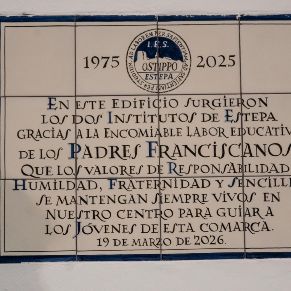 1975 I.E.S. OSTIPPO ESTEPA 2025
EN ESTE EDIFICIO SURGIERON
LOS DOS INSTITUTOS DE ESTEPA
GRACIAS A LA ENCOMIABLE LABOR EDUCATIV
DE LOS PADRES FRANCISCANOS
QUE LOS VALORES DE RESPONSABILIDAD
HUMILDAD, FRATERNIDAD Y SENCILLE
SE MANTENGAN SIEMPRE VIVOS EN
NUESTRO CENTRO PARA GUIAR A
LOS JÓVENES DE ESTA COMARCA.
19 DE MARZO DE 2026.